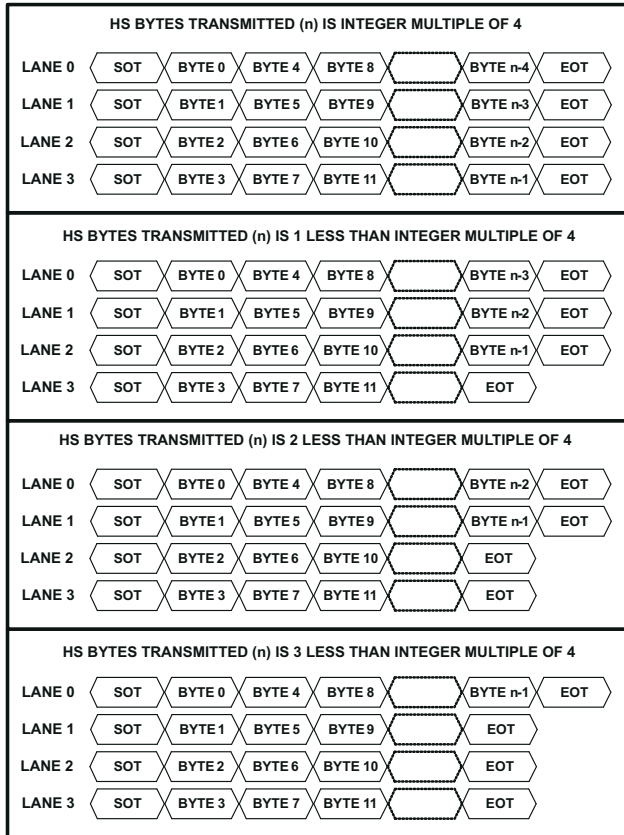 HS BYTES TRANSMITTED (n) IS INTEGER MULTIPLE OF 4
LANE 0 SOT BYTE 0 BYTE 4 BYTE 8 BYTE n-4 EOT
LANE 1 SOT BYTE 1 BYTE 5 BYTE 9 BYTE n-3 EOT
LANE 2 SOT BYTE 2 BYTE 6 BYTE 10 BYTE n-2 EOT
LANE 3 SOT BYTE 3 BYTE 7 BYTE 11 BYTE n-1 EOT
HS BYTES TRANSMITTED (n) IS 1 LESS THAN INTEGER MULTIPLE OF 4
LANE 0 SOT BYTE 0 BYTE 4 BYTE 8 BYTE n-3 EOT
LANE 1 SOT BYTE 1 BYTE 5 BYTE 9 BYTE n-2 EOT
LANE 2 SOT BYTE 2 BYTE 6 BYTE 10 BYTE n-1 EOT
LANE 3 SOT BYTE 3 BYTE 7 BYTE 11 EOT
HS BYTES TRANSMITTED (n) IS 2 LESS THAN INTEGER MULTIPLE OF 4
LANE 0 SOT BYTE 0 BYTE 4 BYTE 8 BYTE n-2 EOT
LANE 1 SOT BYTE 1 BYTE 5 BYTE 9 BYTE n-1 EOT
LANE 2 SOT BYTE 2 BYTE 6 BYTE 10 EOT
LANE 3 SOT BYTE 3 BYTE 7 BYTE 11 EOT
HS BYTES TRANSMITTED (n) IS 3 LESS THAN INTEGER MULTIPLE OF 4
LANE 0 SOT BYTE 0 BYTE 4 BYTE 8 BYTE n-1 EOT
LANE 1 SOT BYTE 1 BYTE 5 BYTE 9 EOT
LANE 2 SOT BYTE 2 BYTE 6 BYTE 10 EOT
LANE 3 SOT BYTE 3 BYTE 7 BYTE 11 EOT